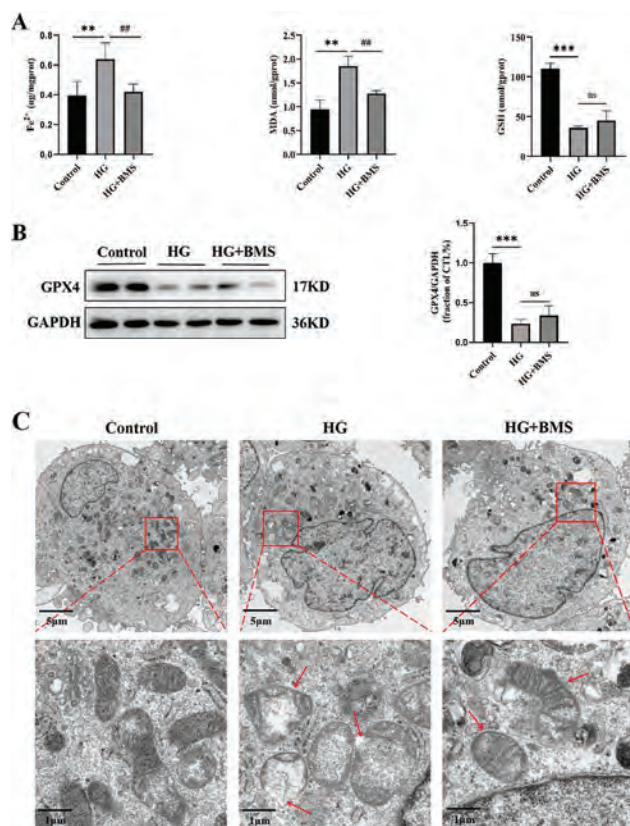 A
**
##
0.8
0.6
0.4
0.2
0.0
Fe2+ (ug/mgprot)
Control
HG
HG+BMS
**
##
2.5
2.0
1.5
1.0
0.5
0.0
MDA (umol/gprot)
Control
HG
HG+BMS
***
ns
150
100
50
0
GSH (umol/gprot)
Control
HG
HG+BMS
B
Control HG HG+BMS
GPX4 17KD
GAPDH 36KD
***
ns
1.5
1.0
0.5
0.0
GPX4/GAPDH
(fraction of CTL%)
Control
HG
HG+BMS
C
Control HG HG+BMS
5μm 5μm 5μm
1μm 1μm 1μm